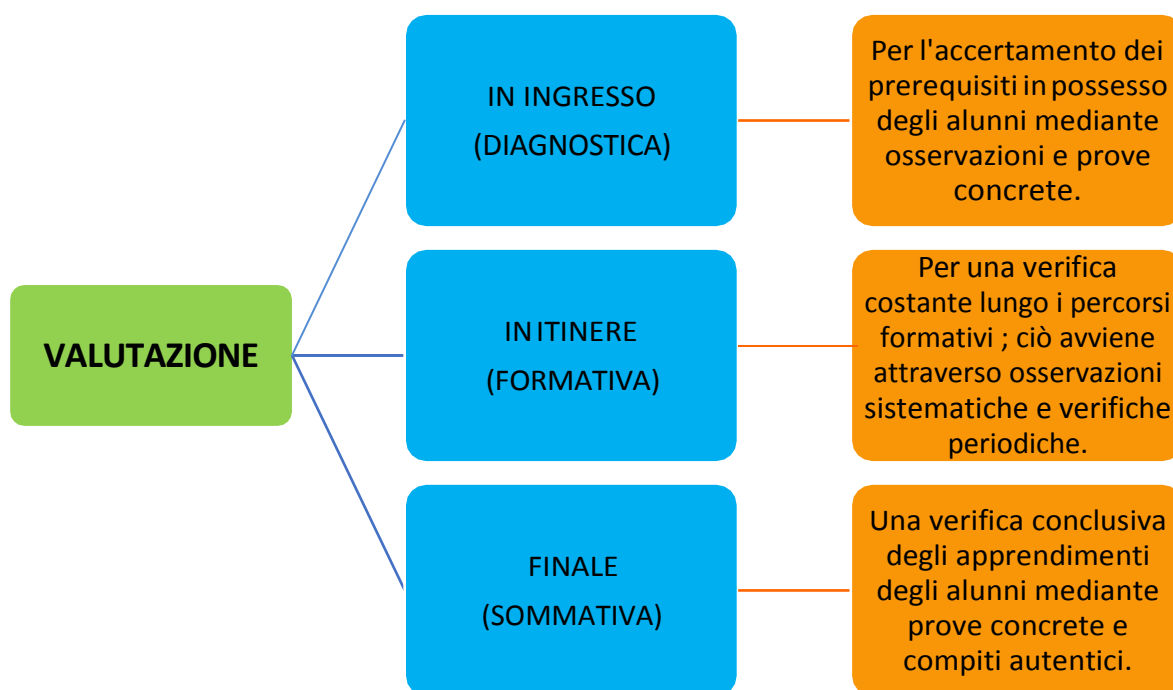 VALUTAZIONE
IN INGRESSO
(DIAGNOSTICA)
Per l'accertamento dei
prerequisiti in possesso
degli alunni mediante
osservazioni e prove
concrete.
IN ITINERE
(FORMATIVA)
Per una verifica
costante lungo i percorsi
formativi ; ciò avviene
attraverso osservazioni
sistematiche e verifiche
periodiche.
FINALE
(SOMMATIVA)
Una verifica conclusiva
degli apprendimenti
degli alunni mediante
prove concrete e
compiti autentici.